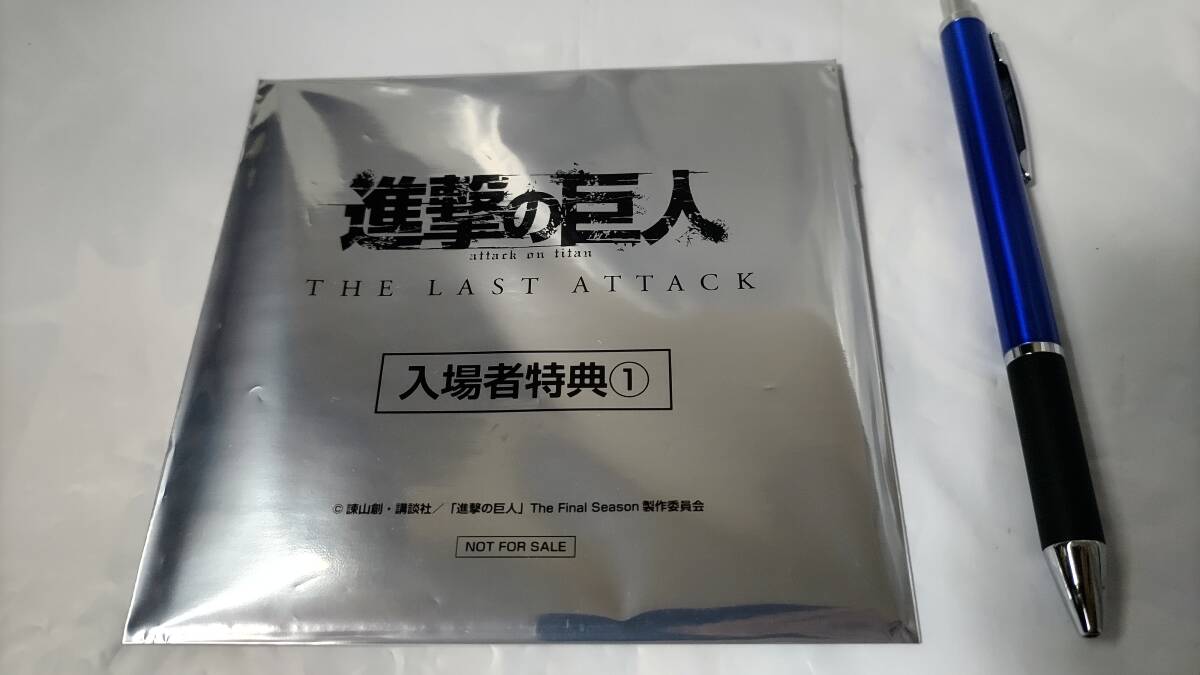 進撃の巨人
attack on titan
THE LAST ATTACK
入場者特典①
©諫山創・講談社／「進撃の巨人」The Final Season 製作委員会
NOT FOR SALE